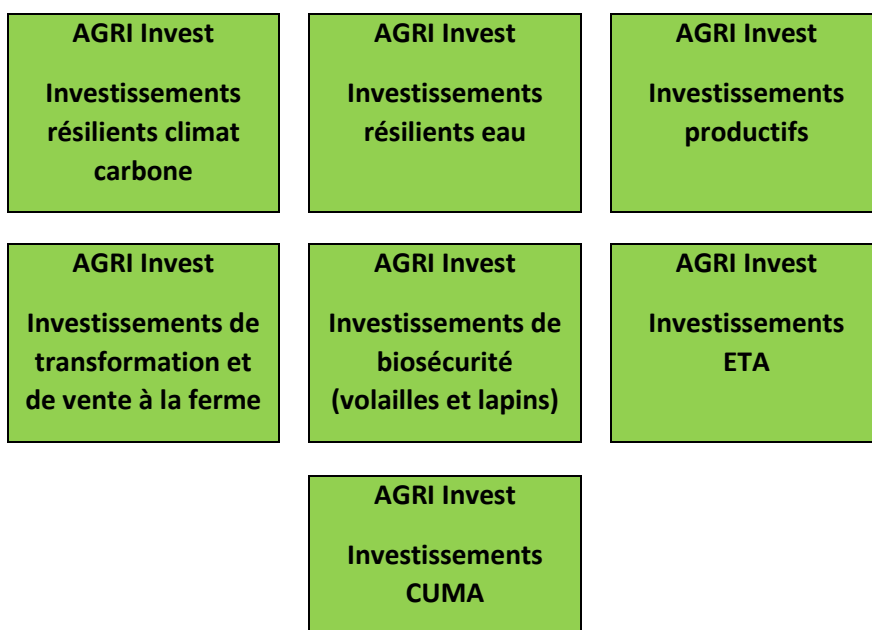 AGRI Invest
Investissements
résilients climat
carbone
AGRI Invest
Investissements
résilients eau
AGRI Invest
Investissements
productifs
AGRI Invest
Investissements de
transformation et
de vente à la ferme
AGRI Invest
Investissements de
biosécurité
(volailles et lapins)
AGRI Invest
Investissements
ETA
AGRI Invest
Investissements
CUMA